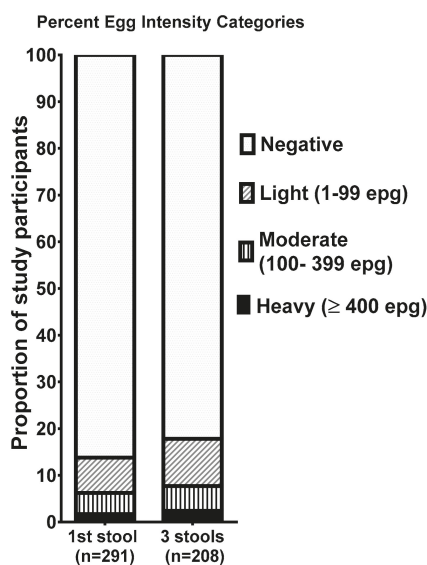 Percent Egg Intensity Categories
Proportion of study participants
100
90
80
70
60
50
40
30
20
10
0
1st stool
(n=291)
3 stools
(n=208)
Negative
Light (1-99 epg)
Moderate
(100- 399 epg)
Heavy (≥ 400 epg)